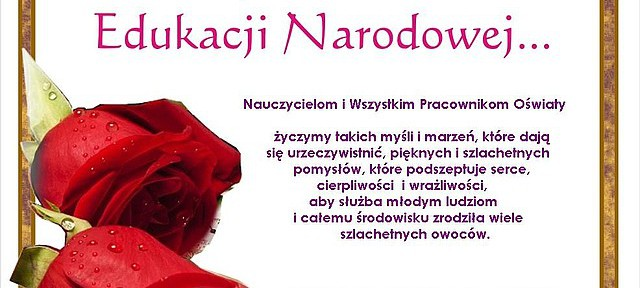 Edukacji Narodowej...
Nauczycielom i Wszystkim Pracownikom Oświaty
życzymy takich myśli i marzeń, które dają
się urzeczywistnić, pięknych i szlachetnych
pomysłów, które podszeptuje serce,
cierpliwości i wrażliwości,
aby służba młodym ludziom
i całemu środowisku zrodziła wiele
szlachetnych owoców.